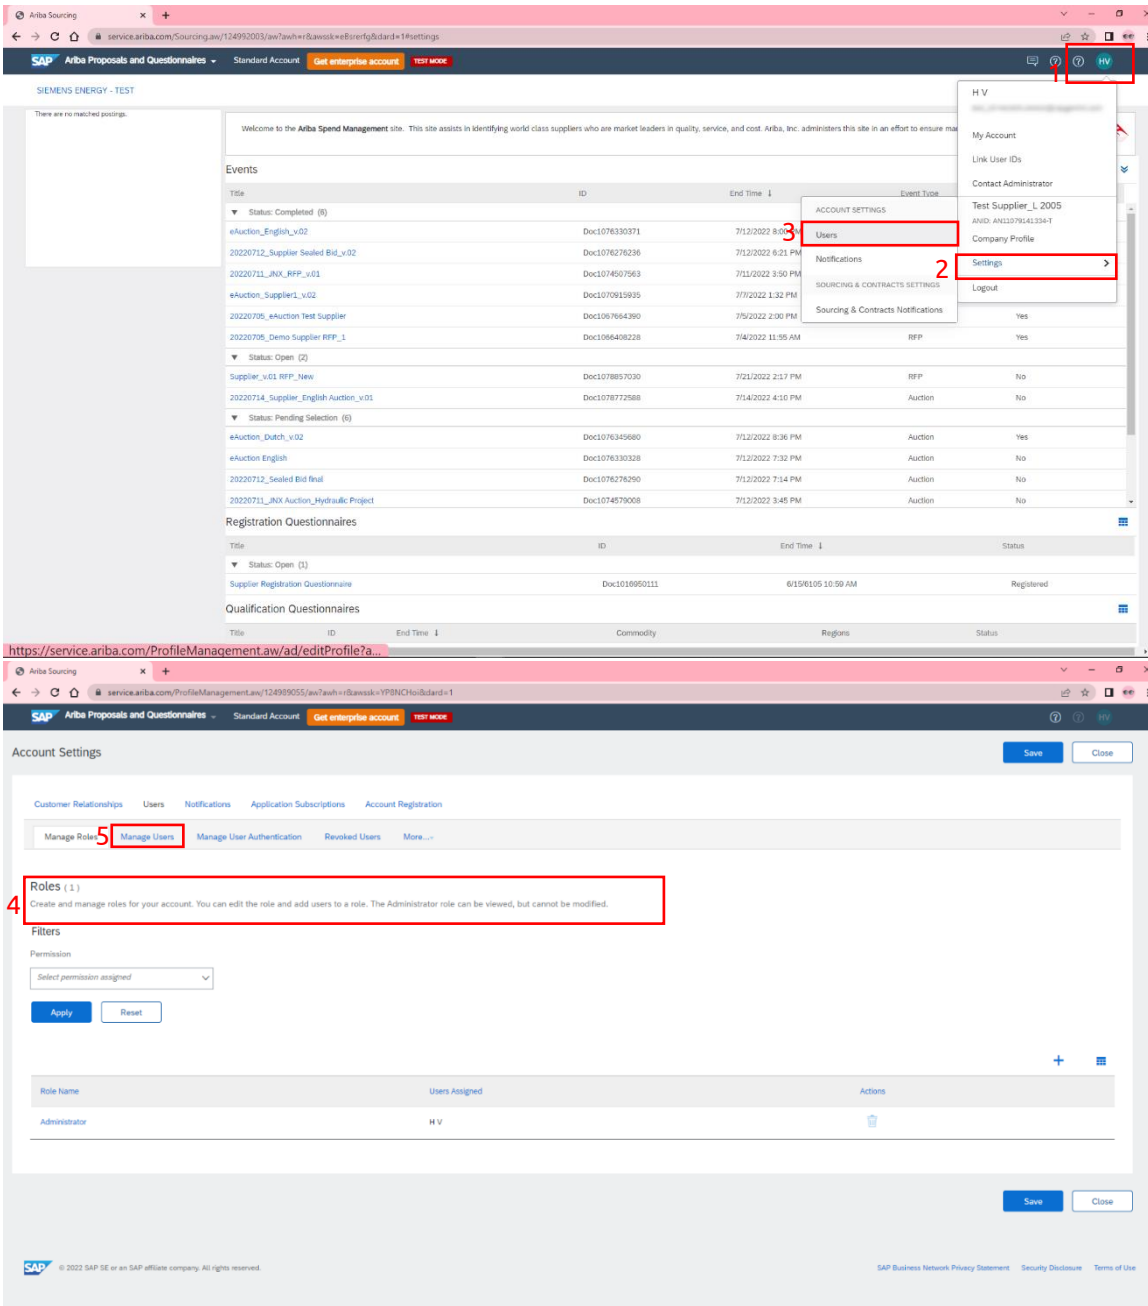 Ariba Sourcing
service.ariba.com/Sourcing.aw/124992003/aw?awh=r&awssk=eBsrerfg&dard=1#settings
SAP Ariba Proposals and Questionnaires Standard Account Get enterprise account TEST MODE HV
1
SIEMENS ENERGY - TEST
There are no matched postings.
Welcome to the Ariba Spend Management site. This site assists in identifying world class suppliers who are market leaders in quality, service, and cost. Ariba, Inc. administers this site in an effort to ensure ma
H V
My Account
Link User IDs
Contact Administrator
Test Supplier_L 2005
ANID: AN11079141334-T
Company Profile
2 Settings
Logout
ACCOUNT SETTINGS
3 Users
Notifications
SOURCING & CONTRACTS SETTINGS
Sourcing & Contracts Notifications
Events
Title ID End Time ↓ Event Type
▼ Status: Completed (6)
eAuction_English_v.02 Doc1076330371 7/12/2022 8:00 PM
20220712_Supplier Sealed Bid_v.02 Doc1076276236 7/12/2022 6:21 PM
20220711_JNX_RFP_v.01 Doc1074507563 7/11/2022 3:50 PM
eAuction_Supplier1_v.02 Doc1070915935 7/7/2022 1:32 PM
20220705_eAuction Test Supplier Doc1067664390 7/5/2022 2:00 PM Yes
20220705_Demo Supplier RFP_1 Doc1066408228 7/4/2022 11:55 AM RFP Yes
▼ Status: Open (2)
Supplier_v.01 RFP_New Doc1078857030 7/21/2022 2:17 PM RFP No
20220714_Supplier_English Auction_v.01 Doc1078772588 7/14/2022 4:10 PM Auction No
▼ Status: Pending Selection (6)
eAuction_Dutch_v.02 Doc1076345680 7/12/2022 8:36 PM Auction Yes
eAuction English Doc1076330328 7/12/2022 7:32 PM Auction No
20220712_Sealed Bid final Doc1076276290 7/12/2022 7:14 PM Auction No
20220711_JNX Auction_Hydraulic Project Doc1074579008 7/12/2022 3:45 PM Auction No
Registration Questionnaires
Title ID End Time ↓ Status
▼ Status: Open (1)
Supplier Registration Questionnaire Doc1016950111 6/15/6105 10:59 AM Registered
Qualification Questionnaires
Title ID End Time ↓ Commodity Regions Status
https://service.ariba.com/ProfileManagement.aw/ad/editProfile?a...
Ariba Sourcing
service.ariba.com/ProfileManagement.aw/124989055/aw?awh=r&awssk=YP8NCHoi&dard=1
SAP Ariba Proposals and Questionnaires Standard Account Get enterprise account TEST MODE HV
Account Settings Save Close
Customer Relationships Users Notifications Application Subscriptions Account Registration
Manage Roles 5 Manage Users Manage User Authentication Revoked Users More...
Roles (1)
4 Create and manage roles for your account. You can edit the role and add users to a role. The Administrator role can be viewed, but cannot be modified.
Filters
Permission
Select permission assigned
Apply Reset
Role Name Users Assigned Actions
Administrator H V
Save Close
SAP © 2022 SAP SE or an SAP affiliate company. All rights reserved. SAP Business Network Privacy Statement Security Disclosure Terms of Use